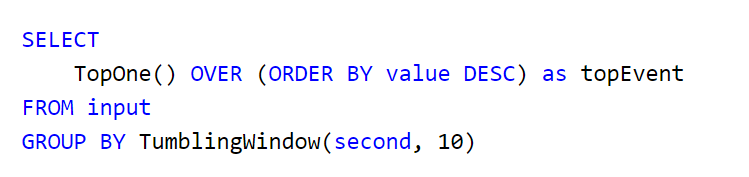 SELECT
    TopOne() OVER (ORDER BY value DESC) as topEvent
FROM input
GROUP BY TumblingWindow(second, 10)